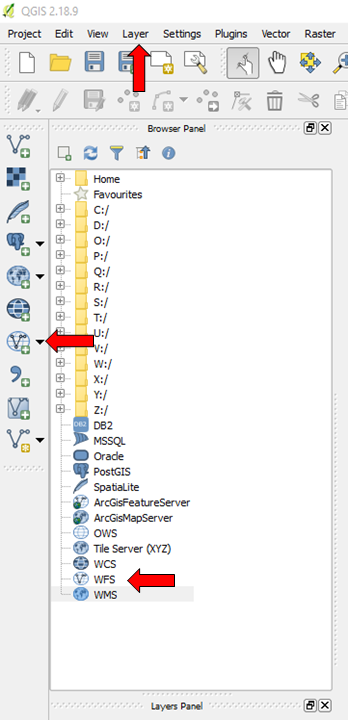 QGIS 2.18.9
Project Edit View Layer Settings Plugins Vector Raster
Browser Panel
Home
Favourites
C:/
D:/
O:/
P:/
Q:/
R:/
S:/
T:/
U:/
V:/
W:/
X:/
Y:/
Z:/
DB2 DB2
MSSQL
Oracle
PostGIS
SpatiaLite
ArcGisFeatureServer
ArcGisMapServer
OWS
Tile Server (XYZ)
WCS
WFS
WMS
Layers Panel